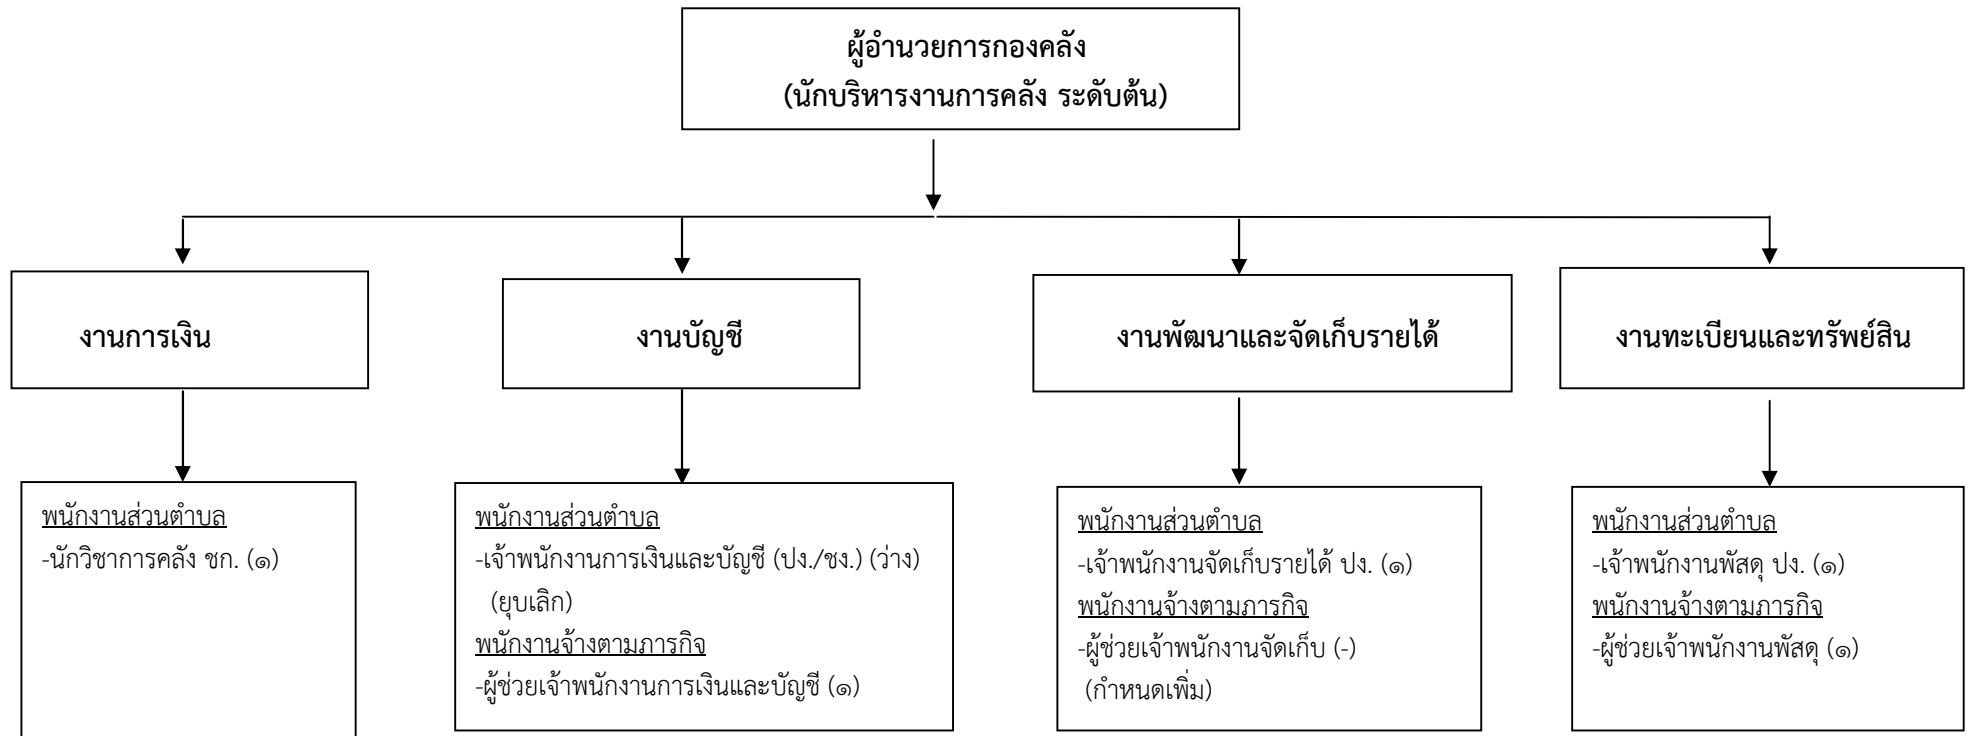 ผู้อำนวยการกองคลัง
(นักบริหารงานการคลัง ระดับต้น)
งานการเงิน
งานบัญชี
งานพัฒนาและจัดเก็บรายได้
งานทะเบียนและทรัพย์สิน
พนักงานส่วนตำบล
-นักวิชาการคลัง ชก. (๑)
พนักงานส่วนตำบล
-เจ้าพนักงานการเงินและบัญชี (ปง./ชง.) (ว่าง)
(ยุบเลิก)
พนักงานจ้างตามภารกิจ
-ผู้ช่วยเจ้าพนักงานการเงินและบัญชี (๑)
พนักงานส่วนตำบล
-เจ้าพนักงานจัดเก็บรายได้ ปง. (๑)
พนักงานจ้างตามภารกิจ
-ผู้ช่วยเจ้าพนักงานจัดเก็บ (-)
(กำหนดเพิ่ม)
พนักงานส่วนตำบล
-เจ้าพนักงานพัสดุ ปง. (๑)
พนักงานจ้างตามภารกิจ
-ผู้ช่วยเจ้าพนักงานพัสดุ (๑)